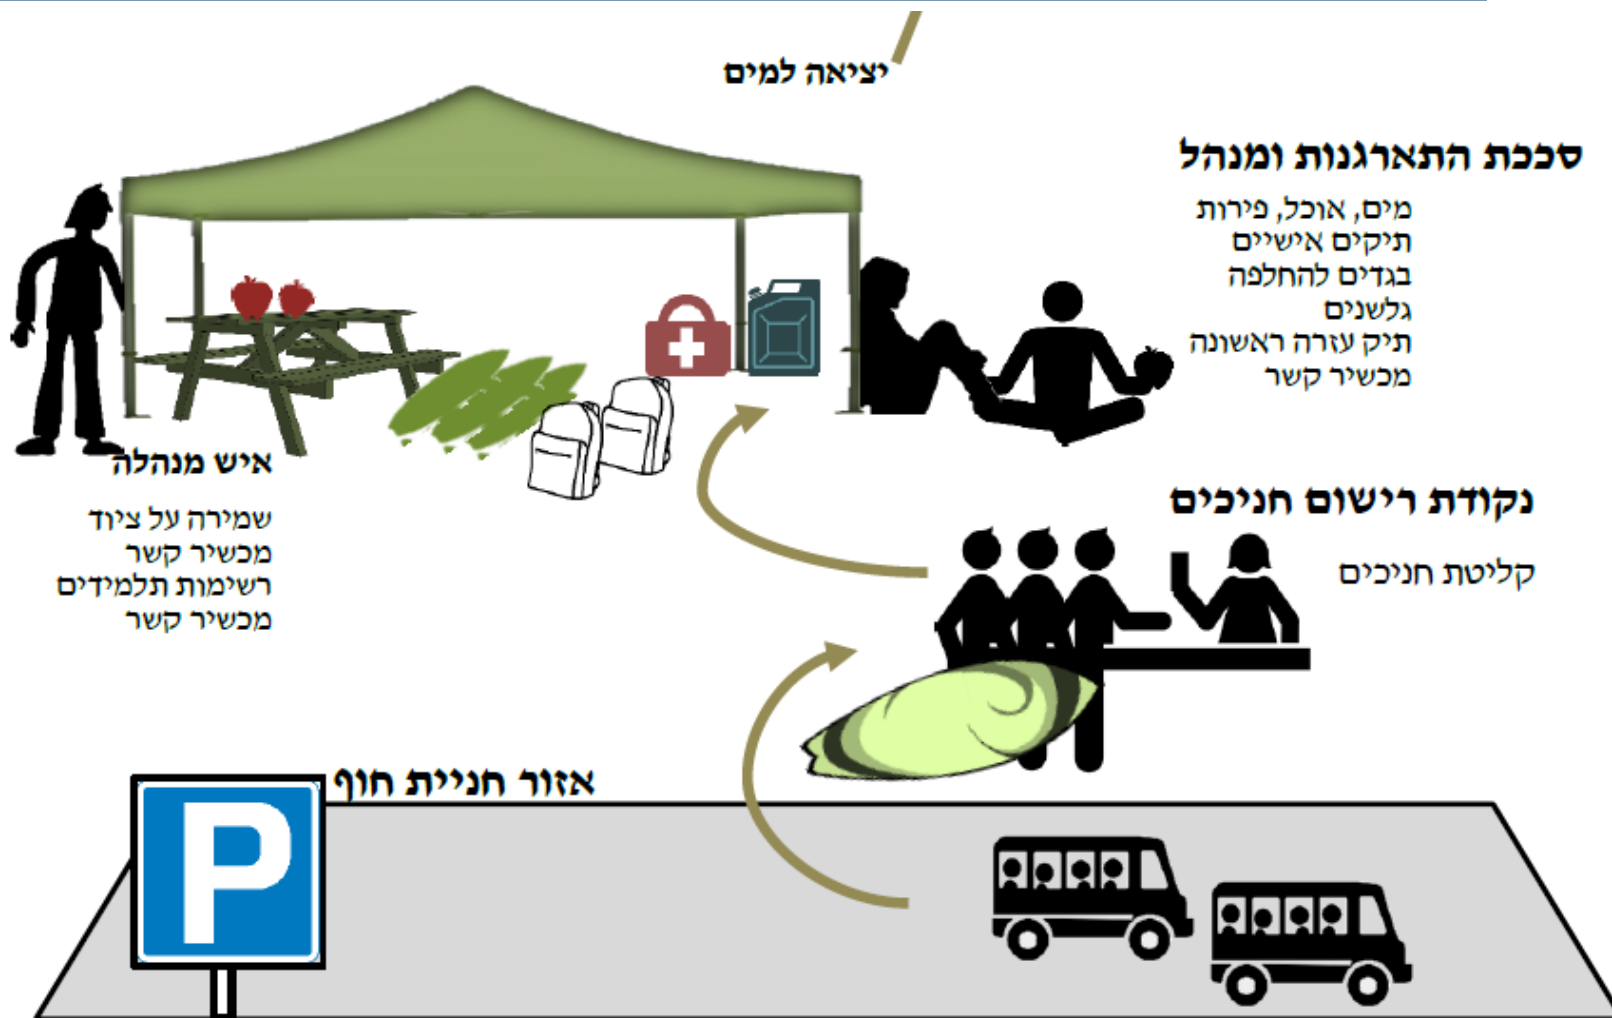 יציאה למים
סככת התארגנות ומנהל
מים, אוכל, פירות
תיקים אישיים
בגדים להחלפה
גלשנים
תיק עזרה ראשונה
מכשיר קשר
איש מנהלה
שמירה על ציוד
מכשיר קשר
רשימות תלמידים
מכשיר קשר
נקודת רישום חניכים
קליטת חניכים
אזור חניית חוף
P